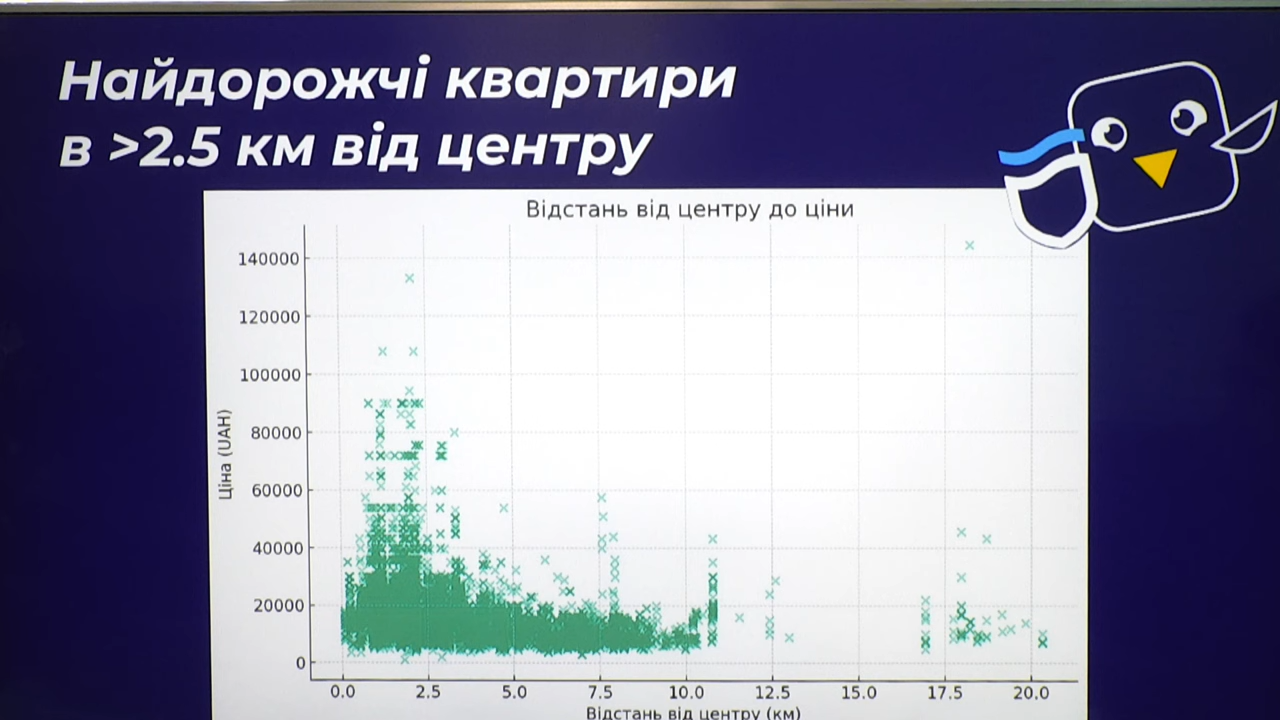 Найдорожчі квартири
в >2.5 км від центру
Відстань від центру до ціни
140000
120000
100000
80000
60000
40000
20000
0
Ціна (UAH)
0.0 2.5 5.0 7.5 10.0 12.5 15.0 17.5 20.0
Відстань від центру (км)